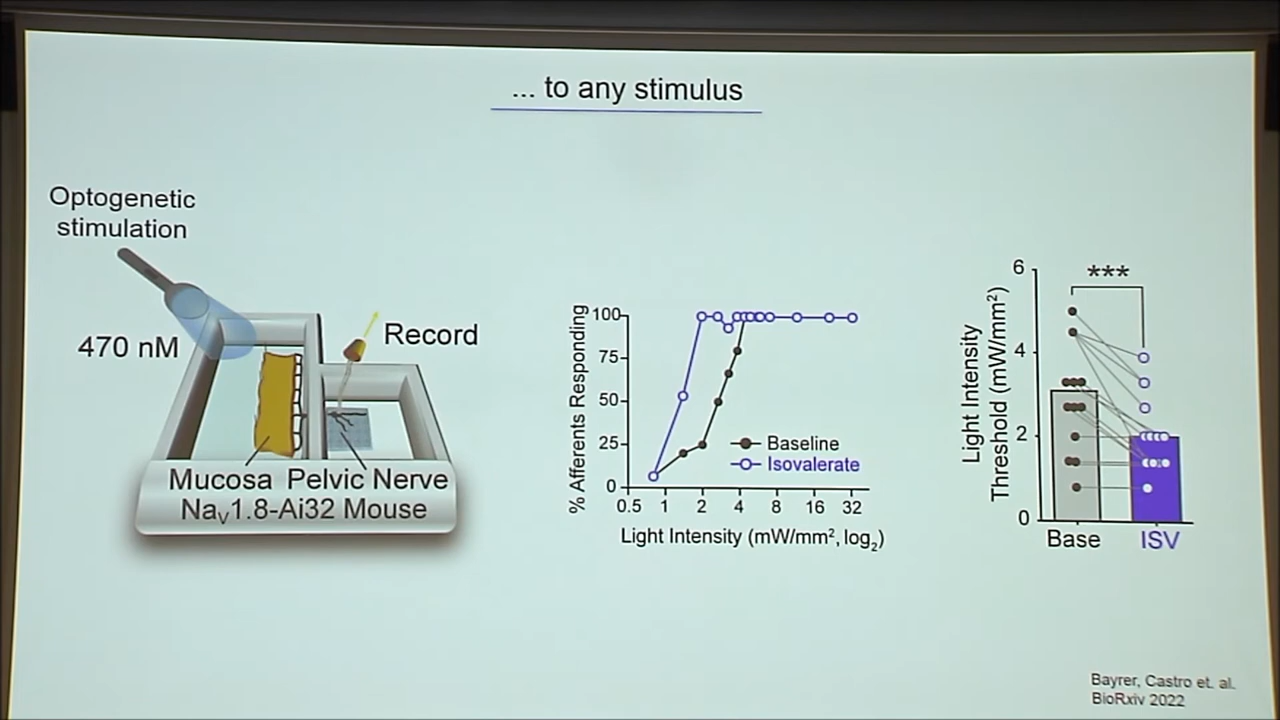 ... to any stimulus
Optogenetic
stimulation
470 nM
Record
Mucosa Pelvic Nerve
Naᵥ1.8-Ai32 Mouse
% Afferents Responding
100
75
50
25
0
0.5 1 2 4 8 16 32
Baseline
Isovalerate
Light Intensity (mW/mm², log₂)
Light Intensity
Threshold (mW/mm²)
6
4
2
0
***
Base ISV
Bayrer, Castro et. al.
BioRxiv 2022